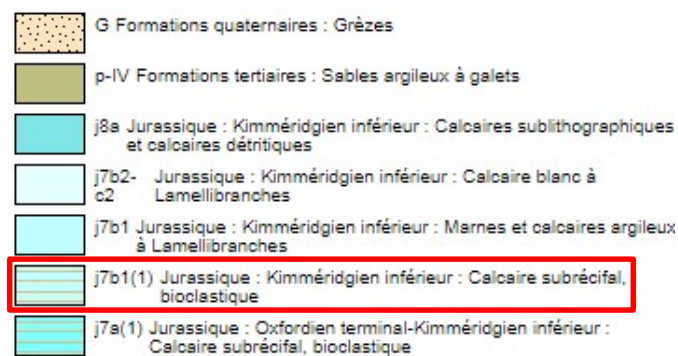 G Formations quaternaires : Grèzes
p-IV Formations tertiaires : Sables argileux à galets
j8a Jurassique : Kimméridgien inférieur : Calcaires sublithographiques
et calcaires détritiques
j7b2- Jurassique : Kimméridgien inférieur : Calcaire blanc à
c2 Lamellibranches
j7b1 Jurassique : Kimméridgien inférieur : Marnes et calcaires argileux
à Lamellibranches
j7b1(1) Jurassique : Kimméridgien inférieur : Calcaire subrécifal,
bioclastique
j7a(1) Jurassique : Oxfordien terminal-Kimméridgien inférieur :
Calcaire subrécifal, bioclastique